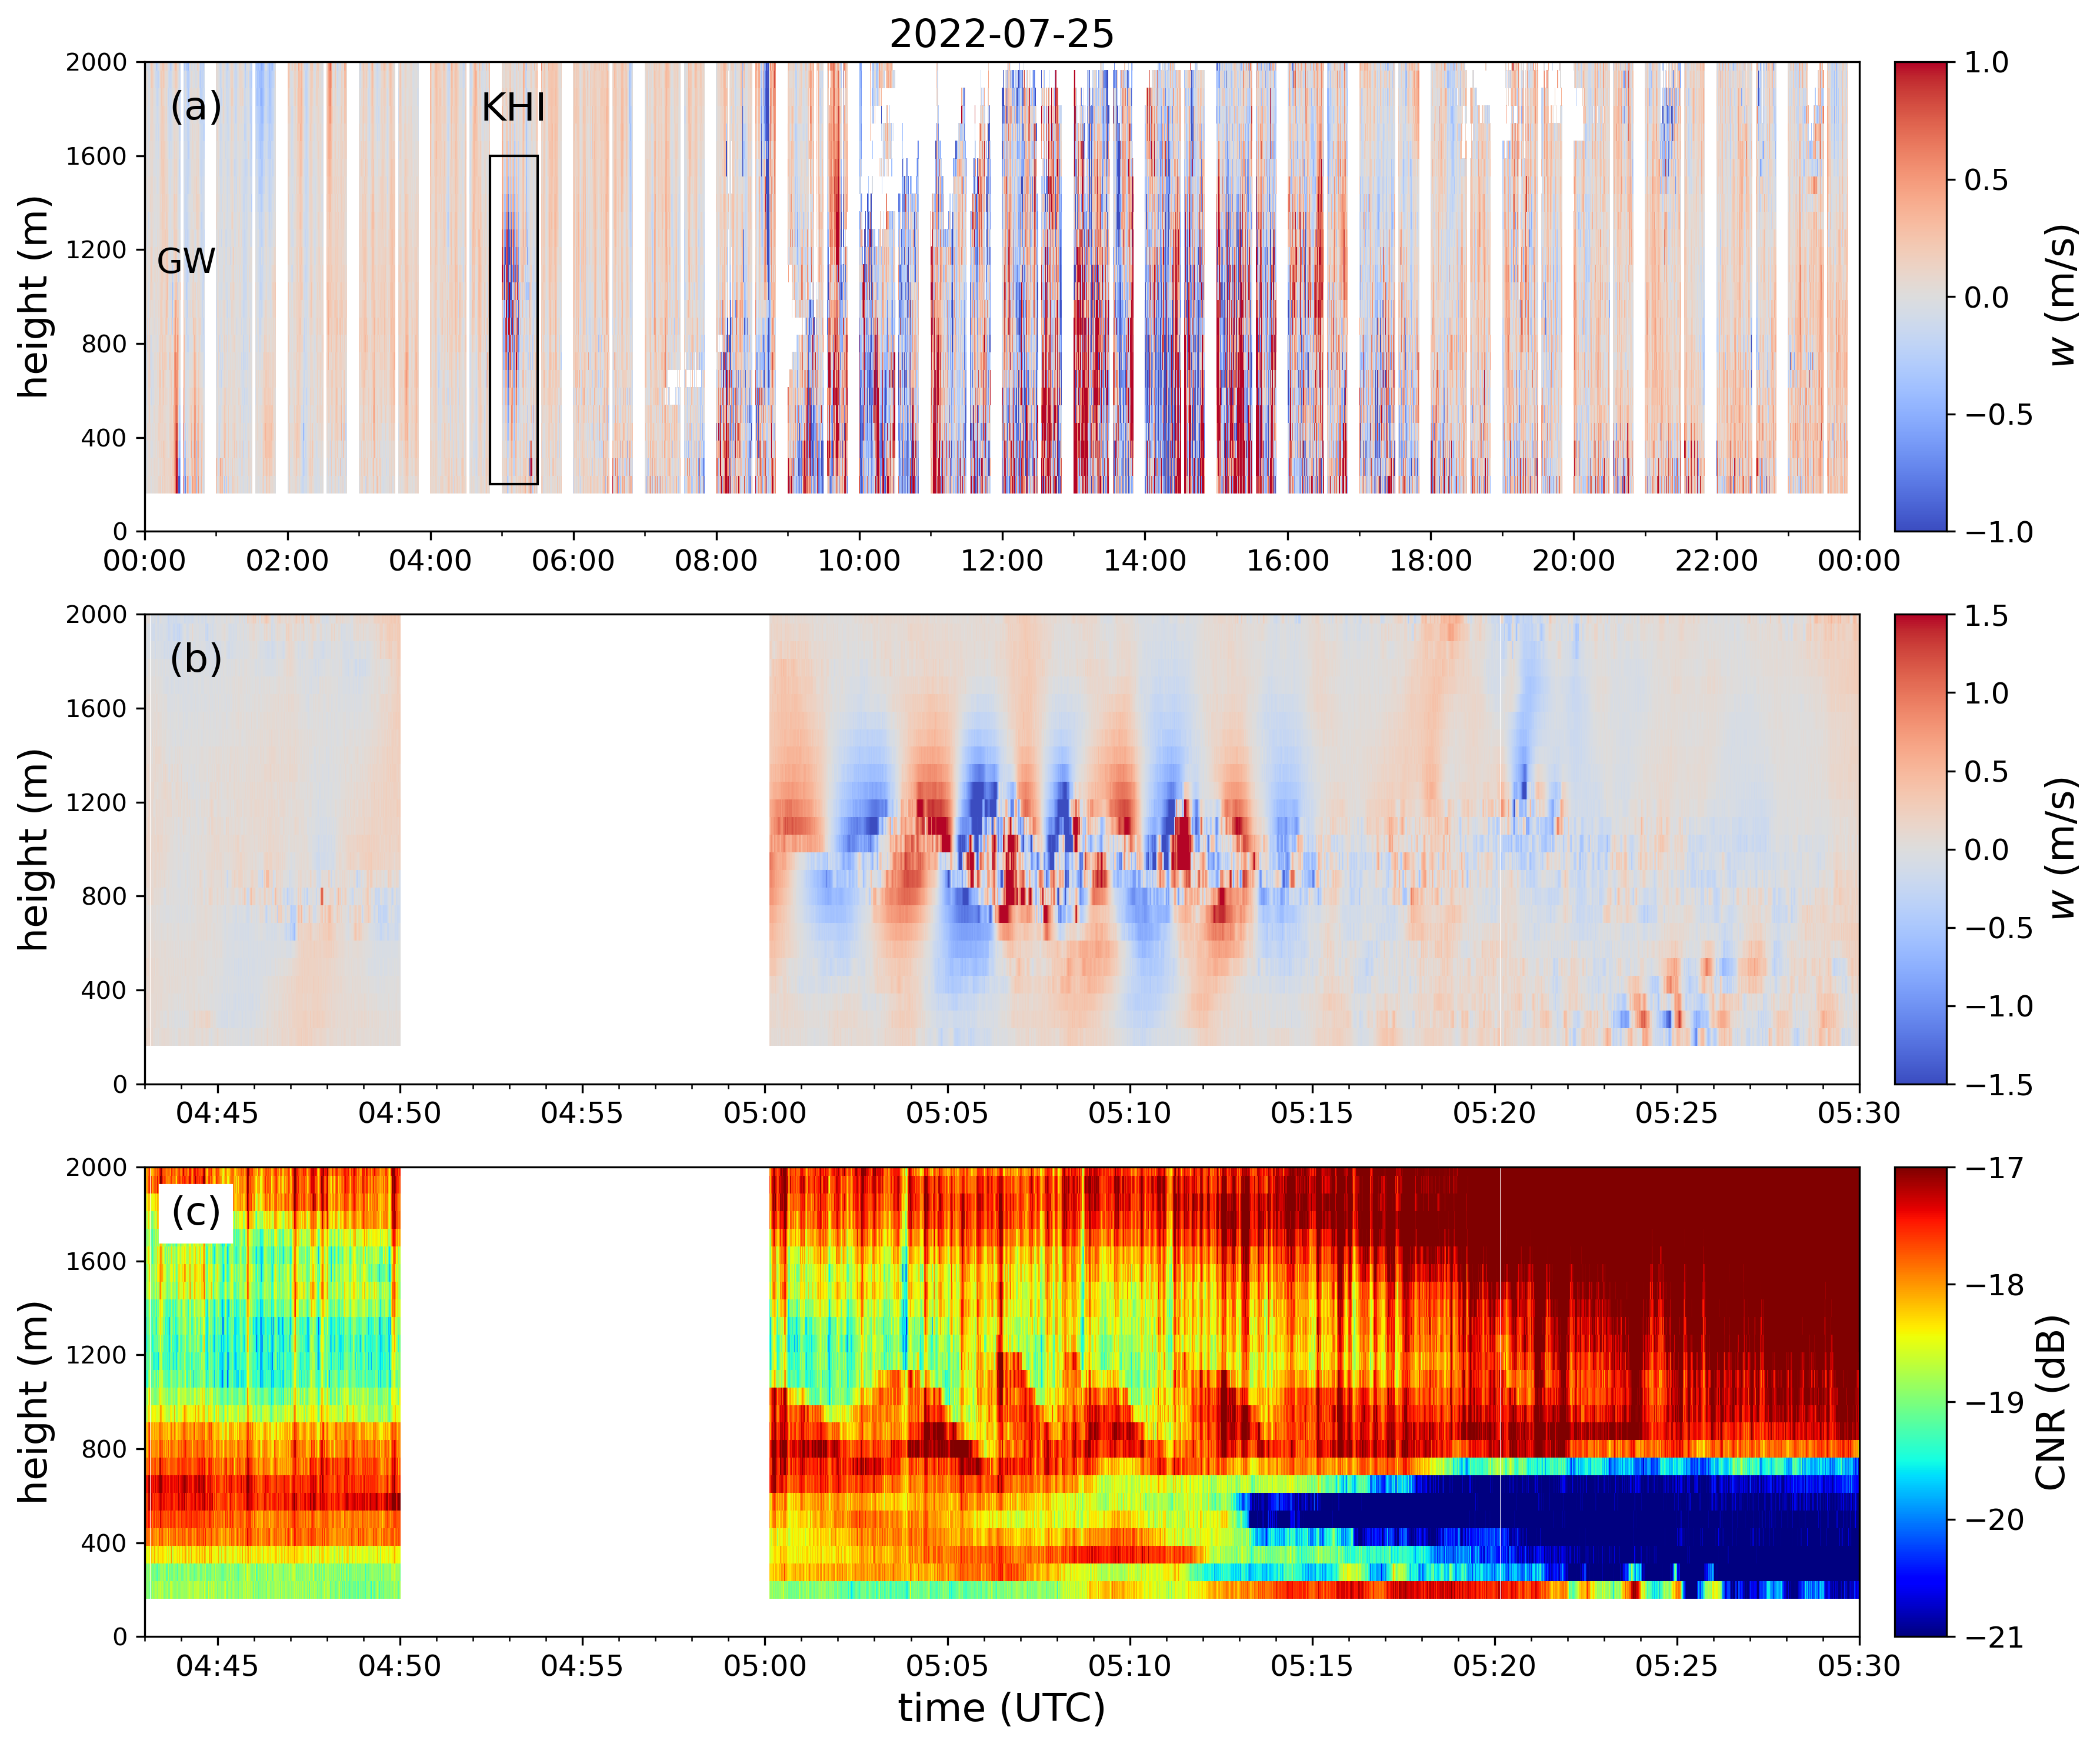 2022-07-25
(a)
KHI
GW
height (m)
2000
1600
1200
800
400
0
00:00 02:00 04:00 06:00 08:00 10:00 12:00 14:00 16:00 18:00 20:00 22:00 00:00
1.0
0.5
0.0
−0.5
−1.0
w (m/s)
(b)
height (m)
2000
1600
1200
800
400
0
04:45 04:50 04:55 05:00 05:05 05:10 05:15 05:20 05:25 05:30
1.5
1.0
0.5
0.0
−0.5
−1.0
−1.5
w (m/s)
(c)
height (m)
2000
1600
1200
800
400
0
04:45 04:50 04:55 05:00 05:05 05:10 05:15 05:20 05:25 05:30
time (UTC)
−17
−18
−19
−20
−21
CNR (dB)